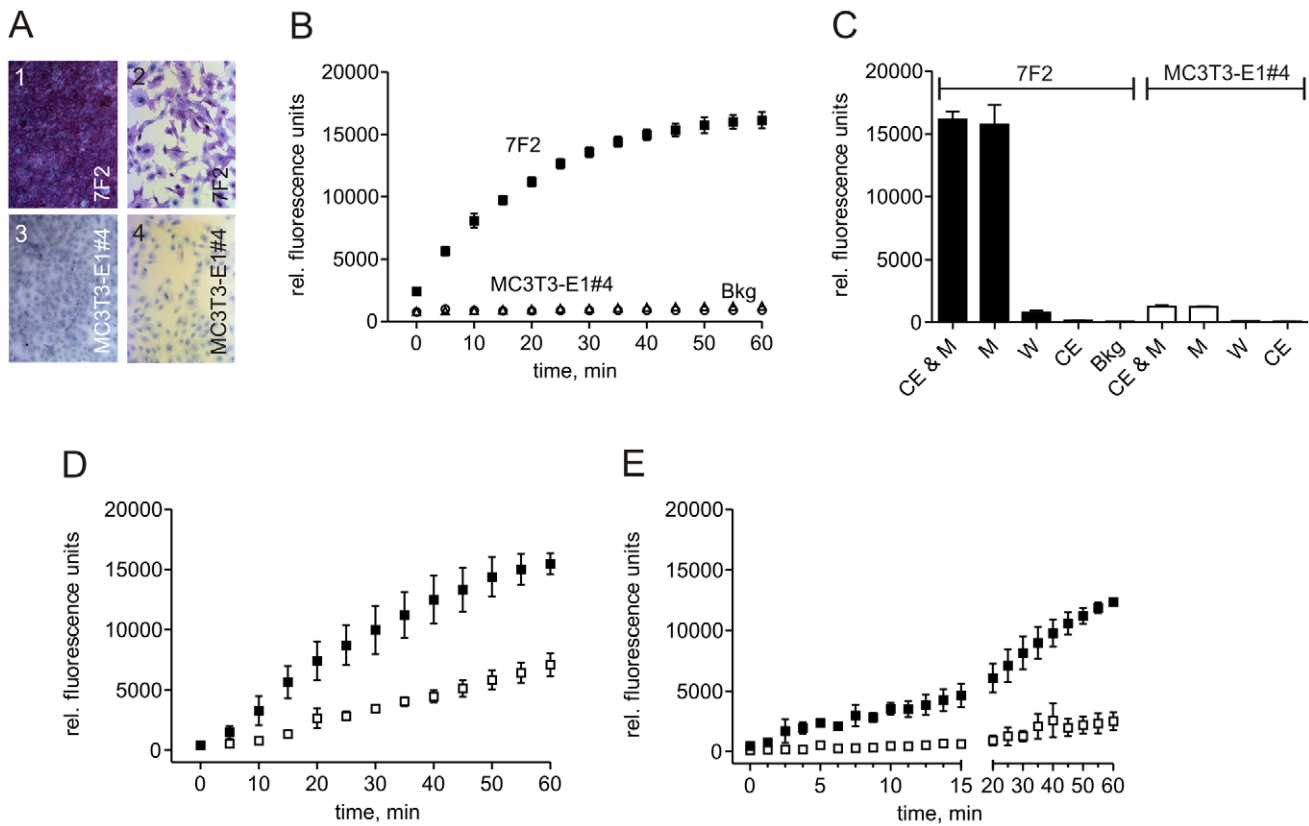 A
1
7F2
2
7F2
3
MC3T3-E1#4
4
MC3T3-E1#4
B
rel. fluorescence units
20000
15000
10000
5000
0
7F2
MC3T3-E1#4
Bkg
0 10 20 30 40 50 60
time, min
C
rel. fluorescence units
20000
15000
10000
5000
0
7F2
MC3T3-E1#4
CE & M
M
W
CE
Bkg
CE & M
M
W
CE
D
rel. fluorescence units
20000
15000
10000
5000
0
0 10 20 30 40 50 60
time, min
E
rel. fluorescence units
20000
15000
10000
5000
0
0 5 10 15 20 30 40 50 60
time, min